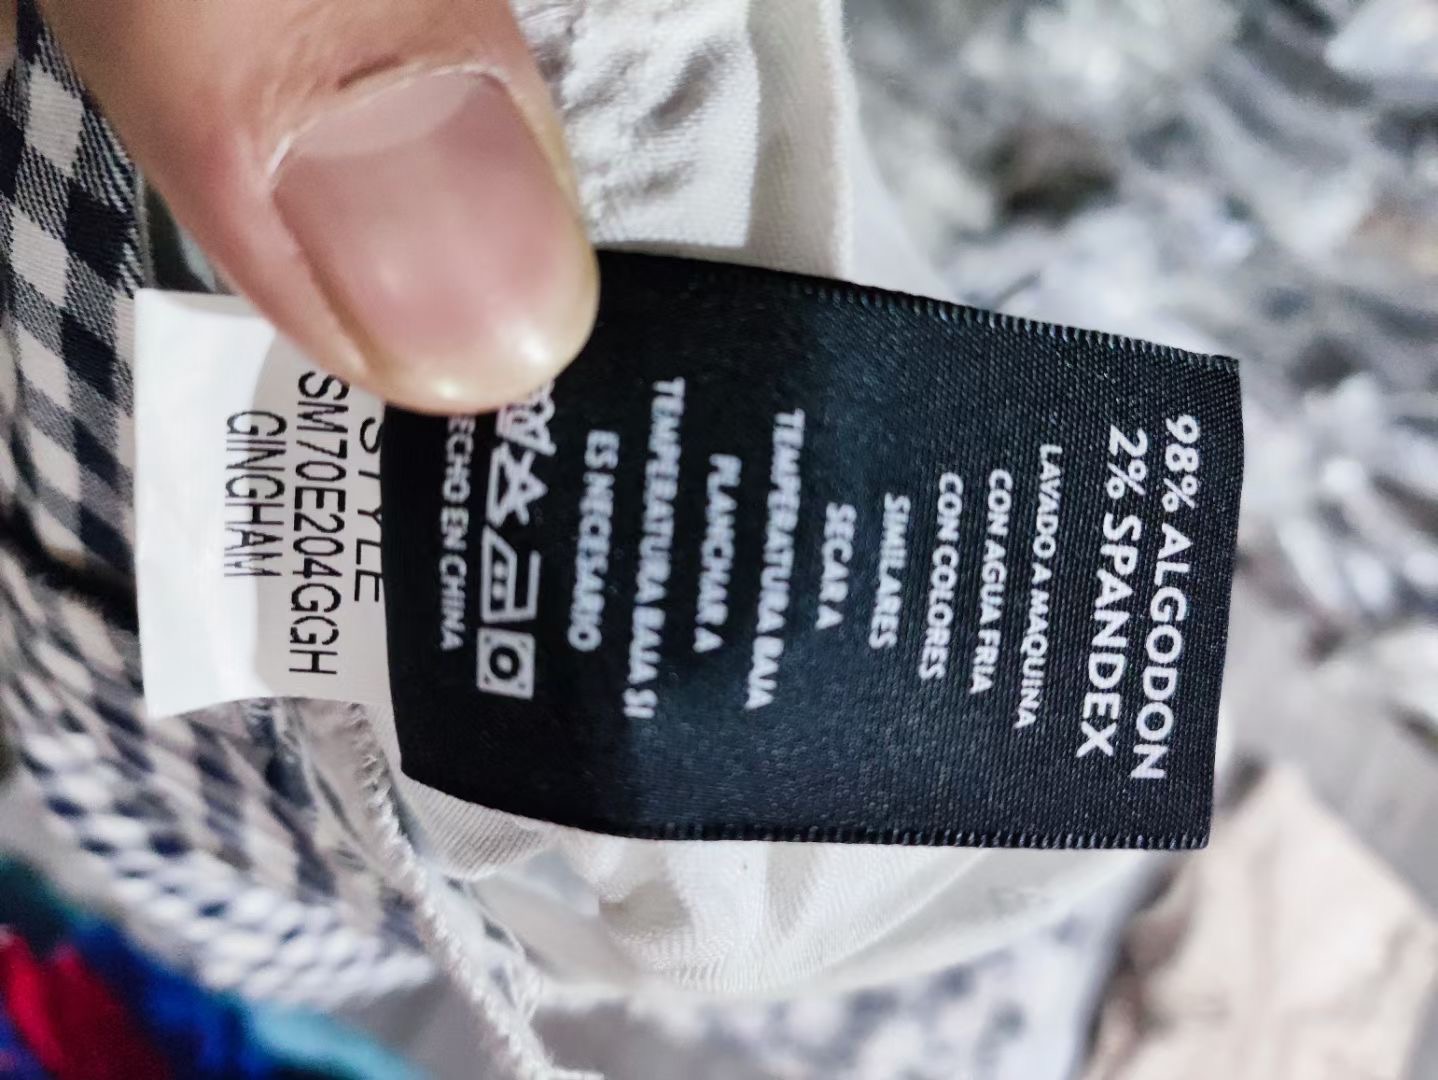 98% ALGODON
2% SPANDEX
LAVADO A MAQUINA
CON AGUA FRIA
CON COLORES
SIMILARES
SECAR A
TEMPERATURA BAJA
PLANCHAR A
TEMPERATURA BAJA SI
ES NECESARIO
ECHO EN CHINA
STYLE
SM70E204GGH
GINGHAM